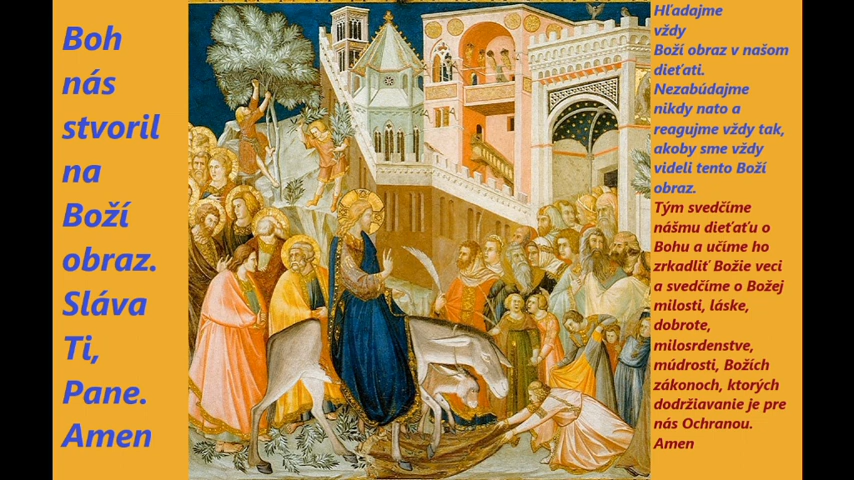 Boh
nás
stvoril
na
Boží
obraz.
Sláva
Ti,
Pane.
Amen
Hľadajme
vždy
Boží obraz v našom
dieťati.
Nezabúdajme
nikdy nato a
reagujme vždy tak,
akoby sme vždy
videli tento Boží
obraz.
Tým svedčíme
nášmu dieťaťu o
Bohu a učíme ho
zrkadliť Božie veci
a svedčíme o Božej
milosti, láske,
dobrote,
milosrdenstve,
múdrosti, Božích
zákonoch, ktorých
dodržiavanie je pre
nás Ochranou.
Amen